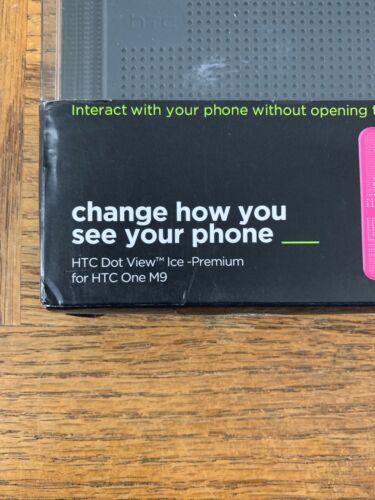 htc
Interact with your phone without opening t
change how you
see your phone
HTC Dot View™ Ice -Premium
for HTC One M9